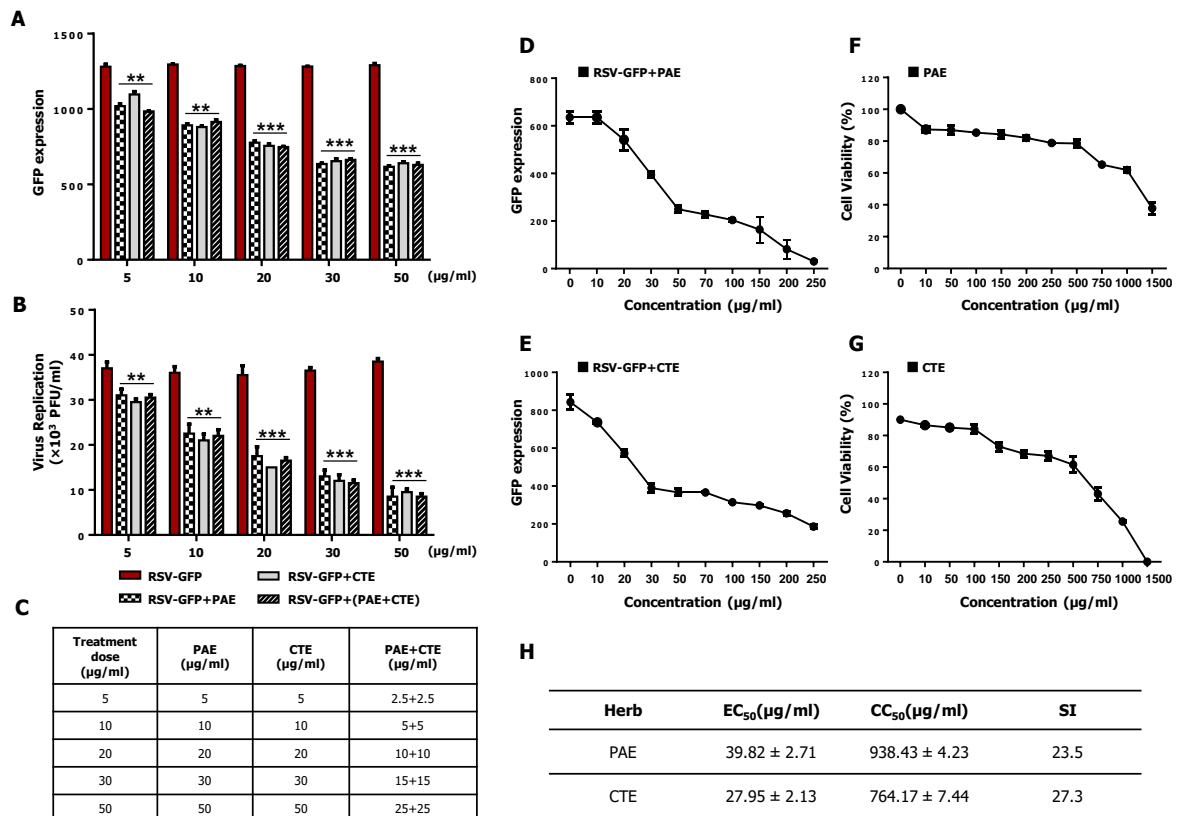 A
1500
1000
500
0
GFP expression
**
**
***
***
***
5 10 20 30 50 (µg/ml)
B
50
40
30
20
10
0
Virus Replication
(×10³ PFU/ml)
**
**
***
***
***
5 10 20 30 50 (µg/ml)
RSV-GFP RSV-GFP+CTE
RSV-GFP+PAE RSV-GFP+(PAE+CTE)
C
Treatment dose (µg/ml) PAE (µg/ml) CTE (µg/ml) PAE+CTE (µg/ml)
5 5 5 2.5+2.5
10 10 10 5+5
20 20 20 10+10
30 30 30 15+15
50 50 50 25+25
D
RSV-GFP+PAE
800
600
400
200
0
GFP expression
0 10 20 30 50 70 100 150 200 250
Concentration (µg/ml)
E
RSV-GFP+CTE
1000
800
600
400
200
0
GFP expression
0 10 20 30 50 70 100 150 200 250
Concentration (µg/ml)
F
PAE
120
100
80
60
40
20
0
Cell Viability (%)
0 10 50 100 150 200 250 500 750 1000 1500
Concentration (µg/ml)
G
CTE
120
100
80
60
40
20
0
Cell Viability (%)
0 10 50 100 150 200 250 500 750 1000 1500
Concentration (µg/ml)
H
Herb EC₅₀(µg/ml) CC₅₀(µg/ml) SI
PAE 39.82 ± 2.71 938.43 ± 4.23 23.5
CTE 27.95 ± 2.13 764.17 ± 7.44 27.3